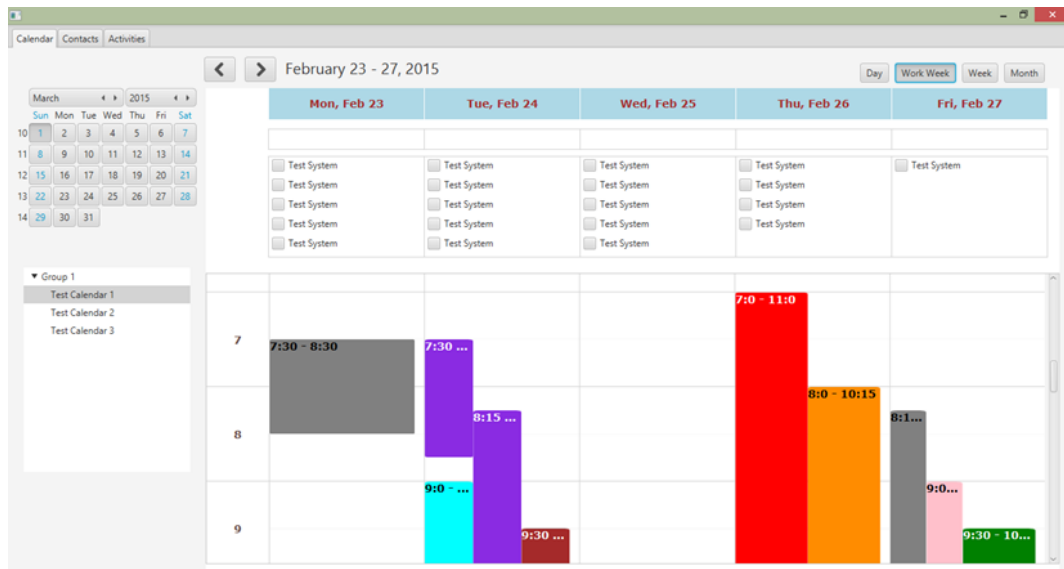 Calendar Contacts Activities
February 23 - 27, 2015
Day Work Week Week Month
March 2015
Sun Mon Tue Wed Thu Fri Sat
10 1 2 3 4 5 6 7
11 8 9 10 11 12 13 14
12 15 16 17 18 19 20 21
13 22 23 24 25 26 27 28
14 29 30 31
Group 1
Test Calendar 1
Test Calendar 2
Test Calendar 3
Mon, Feb 23 Tue, Feb 24 Wed, Feb 25 Thu, Feb 26 Fri, Feb 27
Test System Test System Test System Test System Test System
Test System Test System Test System Test System
Test System Test System Test System Test System
Test System Test System Test System Test System
Test System Test System Test System
7:0 - 11:0
7 7:30 - 8:30 7:30 ...
8:0 - 10:15
8:15 ... 8:1...
8
9:0 - ... 9:0...
9 9:30 ... 9:30 - 10...